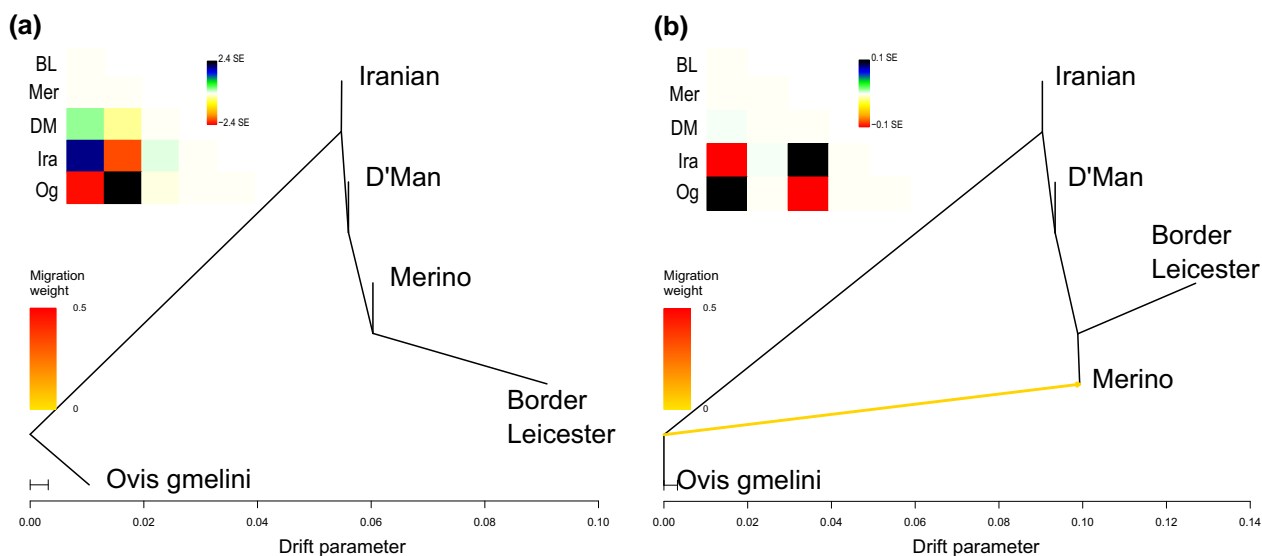 (a)
BL
Mer
DM
Ira
Og
2.4 SE
−2.4 SE
Iranian
D'Man
Merino
Border
Leicester
Ovis gmelini
Migration
weight
0.5
0
0.00
0.02
0.04
0.06
0.08
0.10
Drift parameter
(b)
BL
Mer
DM
Ira
Og
0.1 SE
−0.1 SE
Iranian
D'Man
Border
Leicester
Merino
Ovis gmelini
Migration
weight
0.5
0
0.00
0.02
0.04
0.06
0.08
0.10
0.12
0.14
Drift parameter